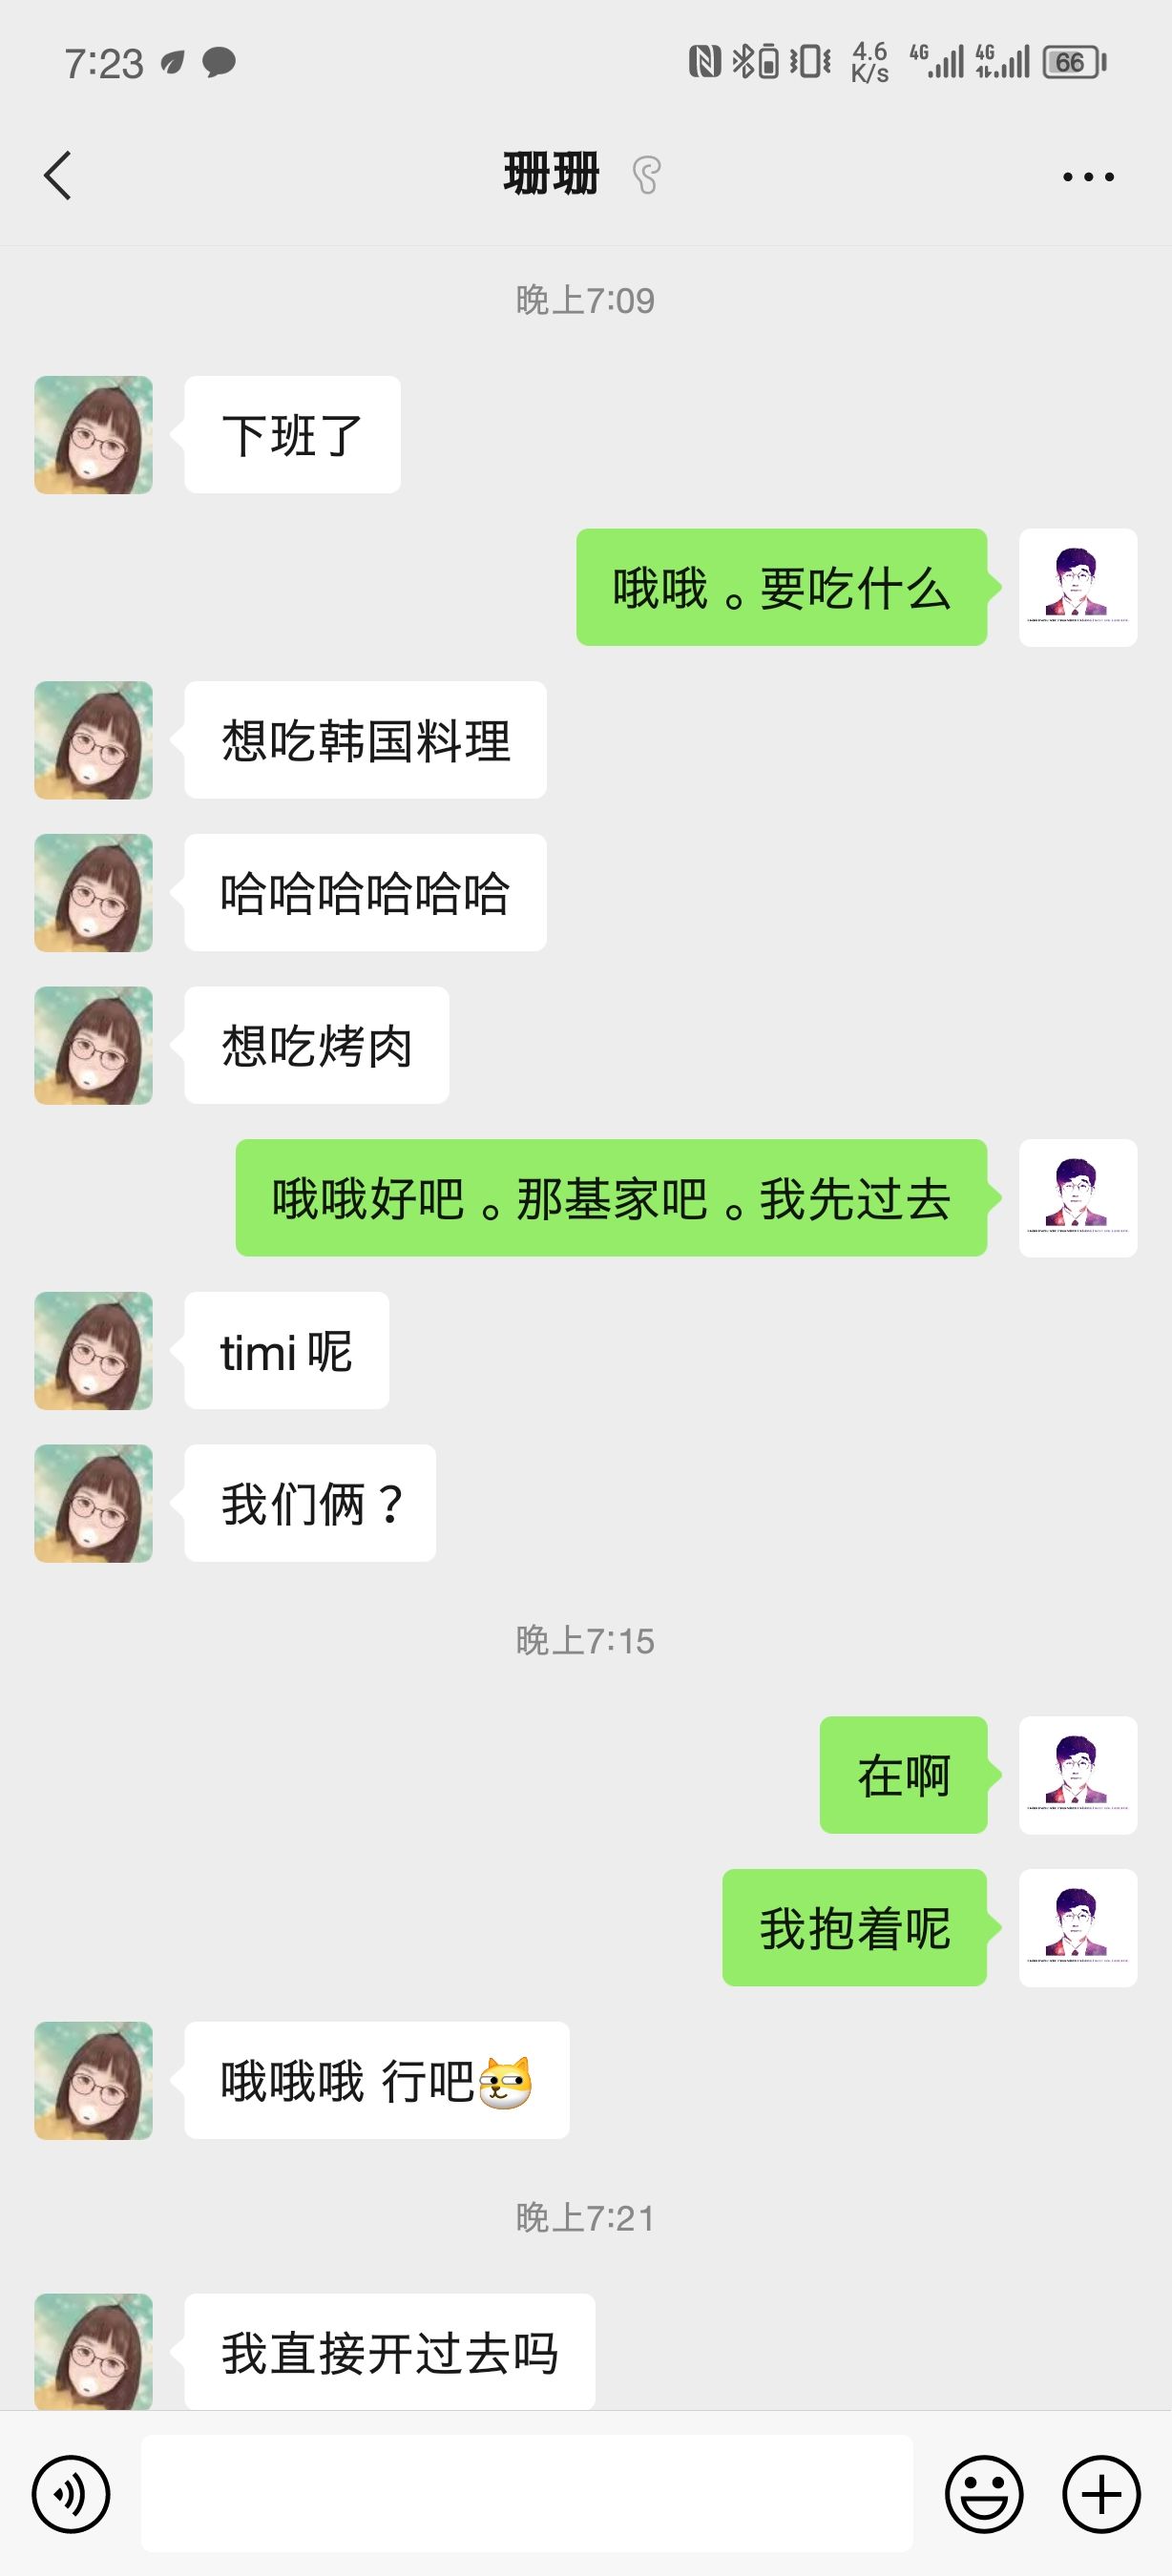 7:23
4.6
K/s
4G
4G
66
珊珊
晚上7:09
下班了
哦哦。要吃什么
想吃韩国料理
哈哈哈哈哈哈
想吃烤肉
哦哦好吧。那基家吧。我先过去
timi呢
我们俩？
晚上7:15
在啊
我抱着呢
哦哦哦 行吧
晚上7:21
我直接开过去吗